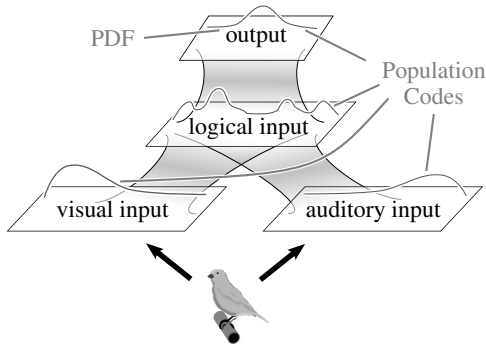 PDF
output
Population
Codes
logical input
visual input
auditory input